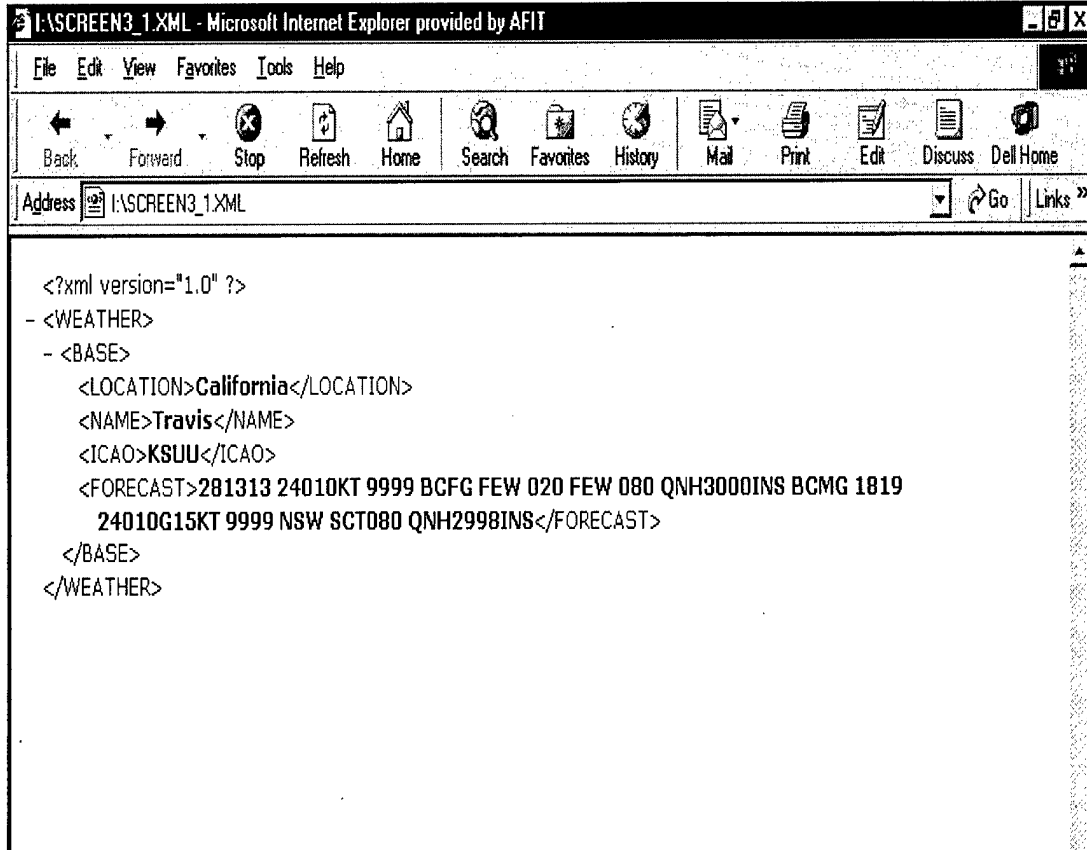 I:\SCREEN3_1.XML - Microsoft Internet Explorer provided by AFIT
File Edit View Favorites Tools Help
Back Forward Stop Refresh Home Search Favorites History Mail Print Edit Discuss Dell Home
Address I:\SCREEN3_1.XML Go Links »
<?xml version="1.0" ?>
- <WEATHER>
- <BASE>
<LOCATION>California</LOCATION>
<NAME>Travis</NAME>
<ICAO>KSUU</ICAO>
<FORECAST>281313 24010KT 9999 BCFG FEW 020 FEW 080 QNH3000INS BCMG 1819
24010G15KT 9999 NSW SCT080 QNH2998INS</FORECAST>
</BASE>
</WEATHER>